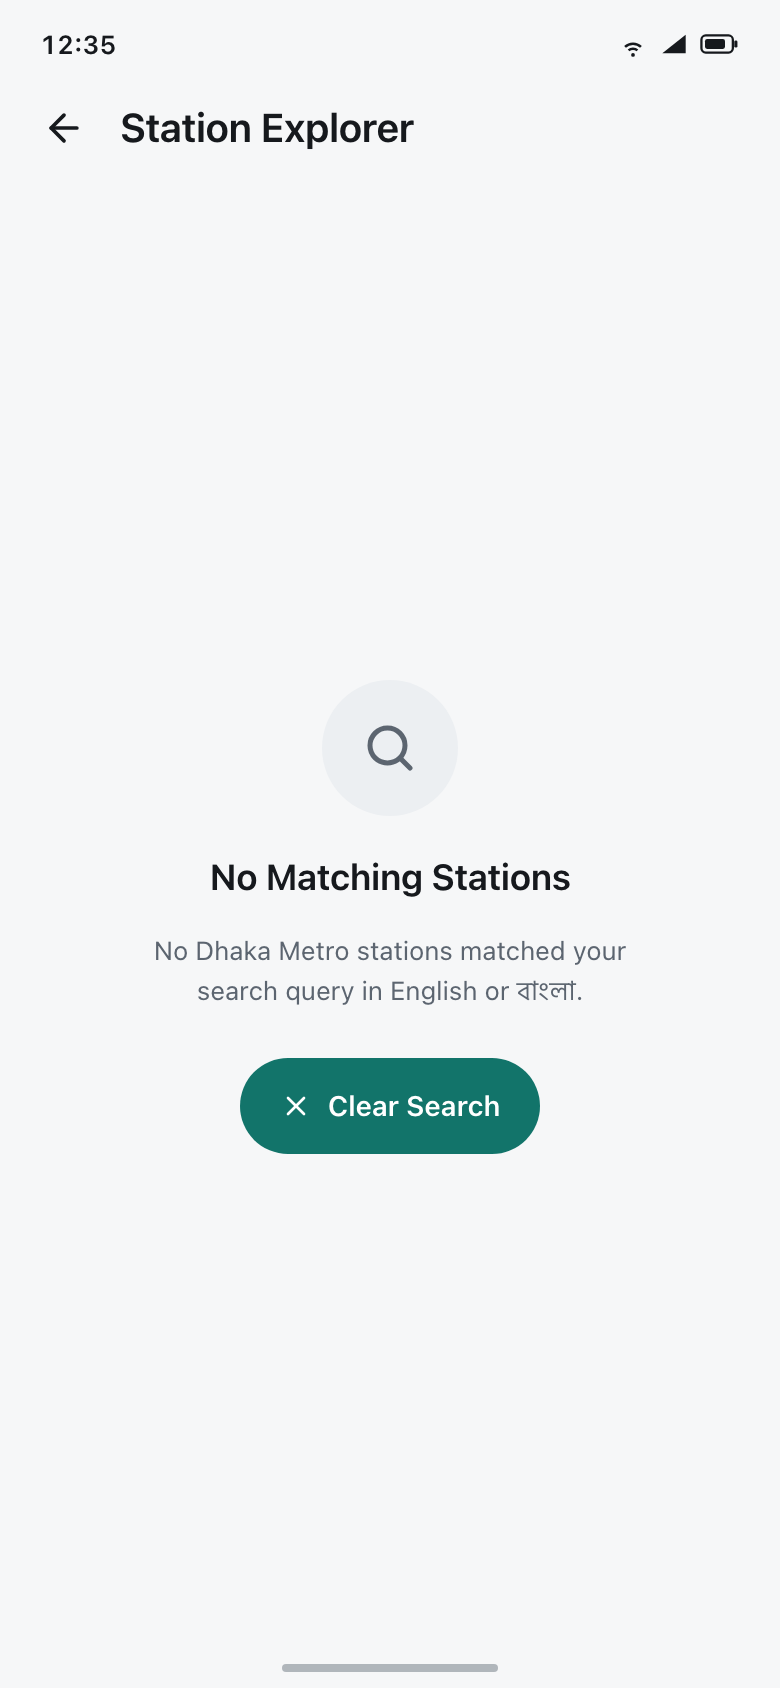 12:35
Station Explorer
No Matching Stations
No Dhaka Metro stations matched your
search query in English or বাংলা.
Clear Search